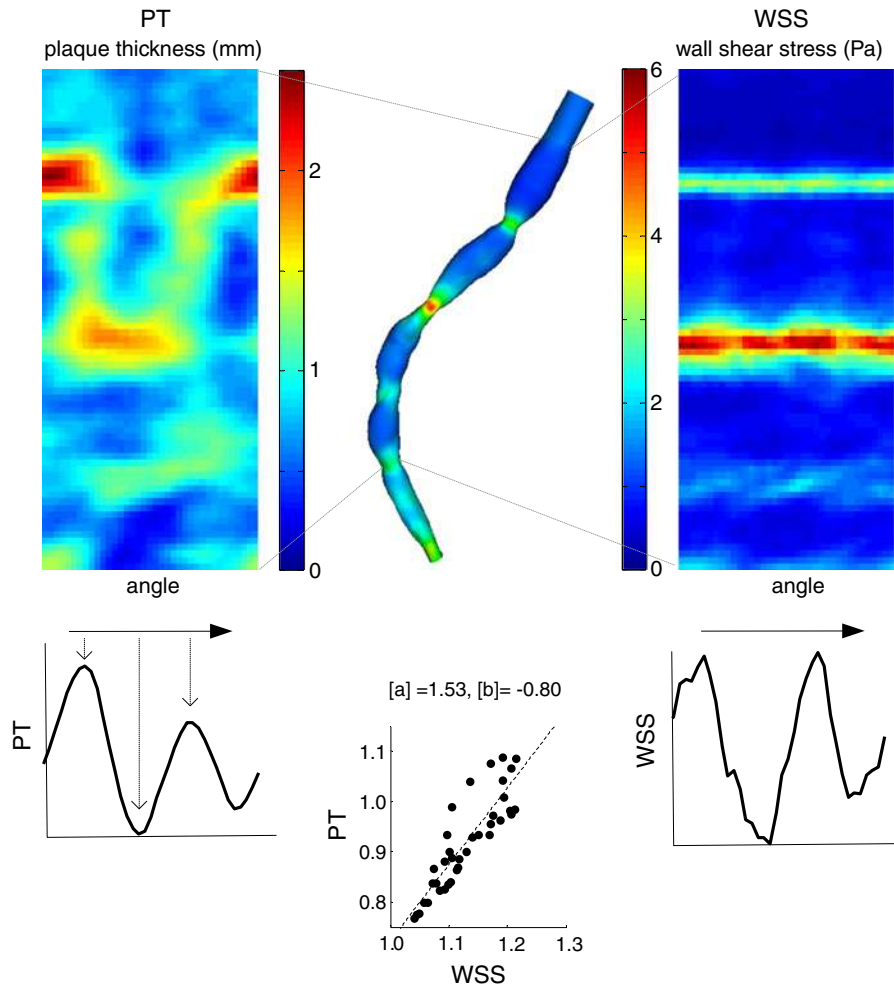 PT
plaque thickness (mm)
WSS
wall shear stress (Pa)
2
1
0
6
4
2
0
angle
angle
PT
[a] =1.53, [b]= -0.80
PT
1.1
1.0
0.9
0.8
1.0
1.1
1.2
1.3
WSS
WSS